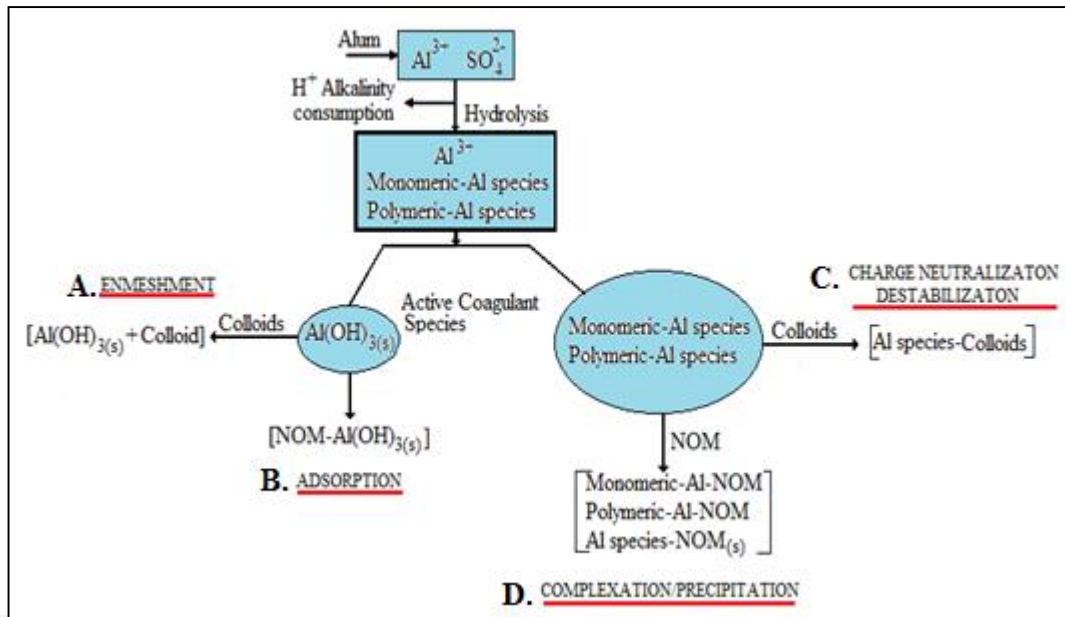 Alum
Al³⁺ SO₄²⁻
H⁺ Alkalinity
consumption
Hydrolysis
Al³⁺
Monomeric-Al species
Polymeric-Al species
A. ENMESHMENT
[Al(OH)₃(s) + Colloid]
Colloids
Al(OH)₃(s)
Active Coagulant
Species
[NOM-Al(OH)₃(s)]
B. ADSORPTION
Monomeric-Al species
Polymeric-Al species
Colloids
C. CHARGE NEUTRALIZATON
DESTABILIZATON
[Al species-Colloids]
NOM
Monomeric-Al-NOM
Polymeric-Al-NOM
Al species-NOM(s)
D. COMPLEXATION/PRECIPITATION